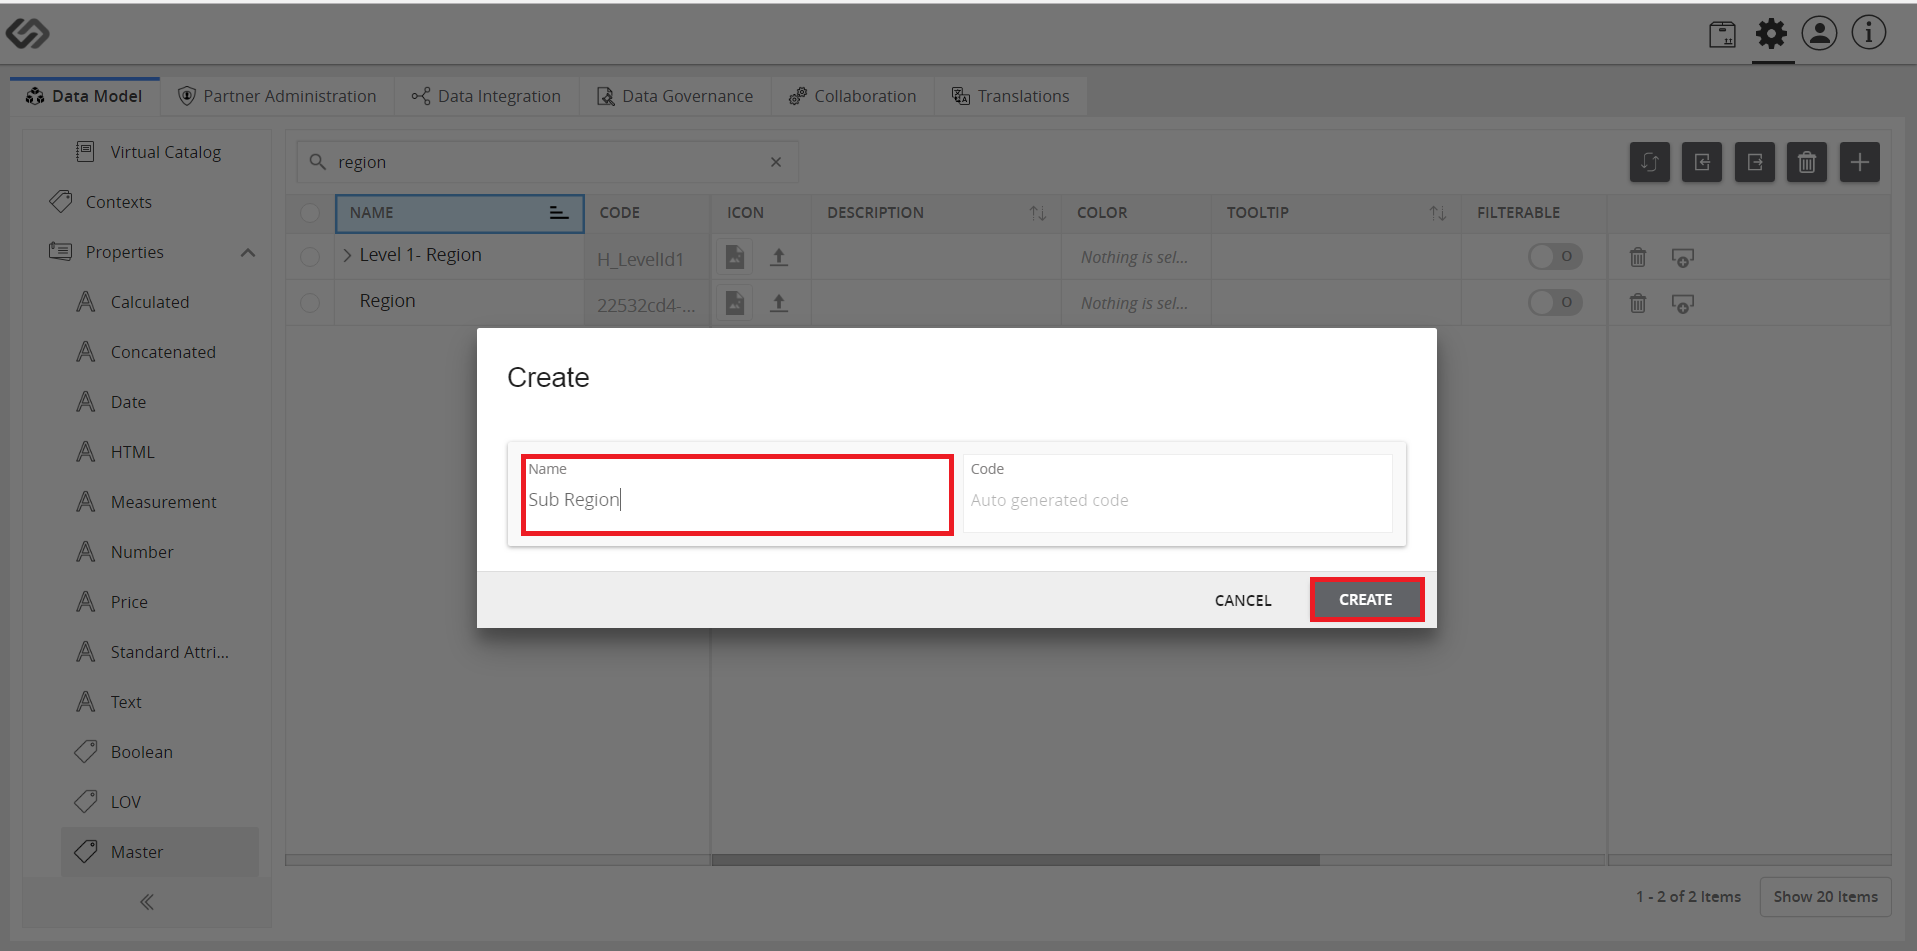 Data Model
Partner Administration
Data Integration
Data Governance
Collaboration
Translations
Virtual Catalog
Contexts
Properties
Calculated
Concatenated
Date
HTML
Measurement
Number
Price
Standard Attri...
Text
Boolean
LOV
Master
region
NAME CODE ICON DESCRIPTION COLOR TOOLTIP FILTERABLE
Level 1- Region H_LevelId1 Nothing is sel... O
Region 22532cd4-... Nothing is sel... O
Create
Name
Sub Region
Code
Auto generated code
CANCEL
CREATE
1 - 2 of 2 Items
Show 20 Items